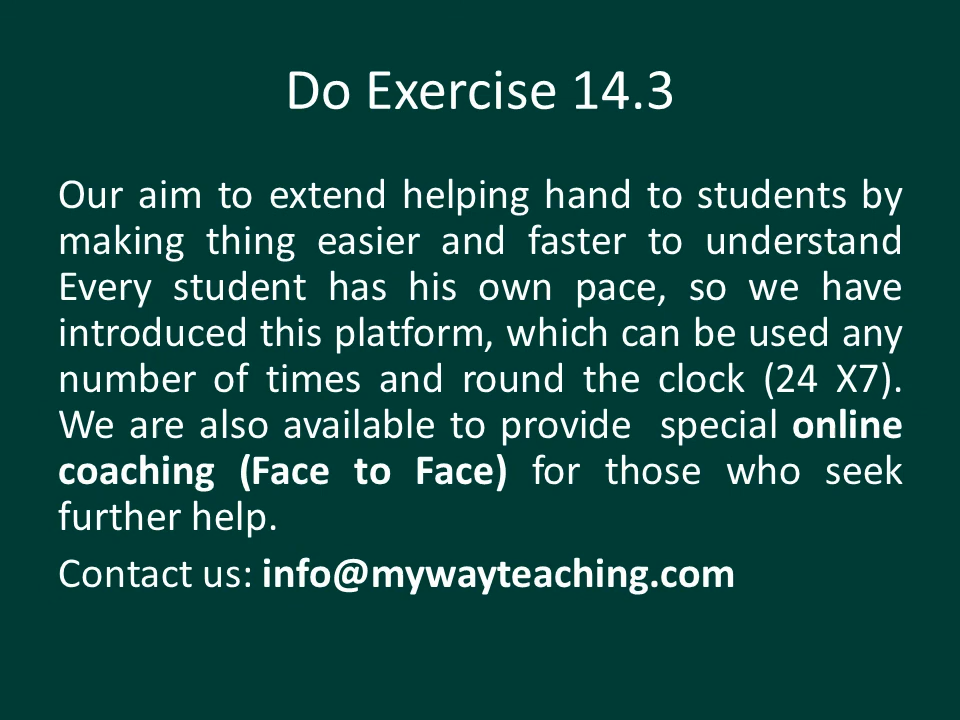 Do Exercise 14.3
Our aim to extend helping hand to students by
making thing easier and faster to understand
Every student has his own pace, so we have
introduced this platform, which can be used any
number of times and round the clock (24 X7).
We are also available to provide  special online
coaching (Face to Face) for those who seek
further help.
Contact us: info@mywayteaching.com